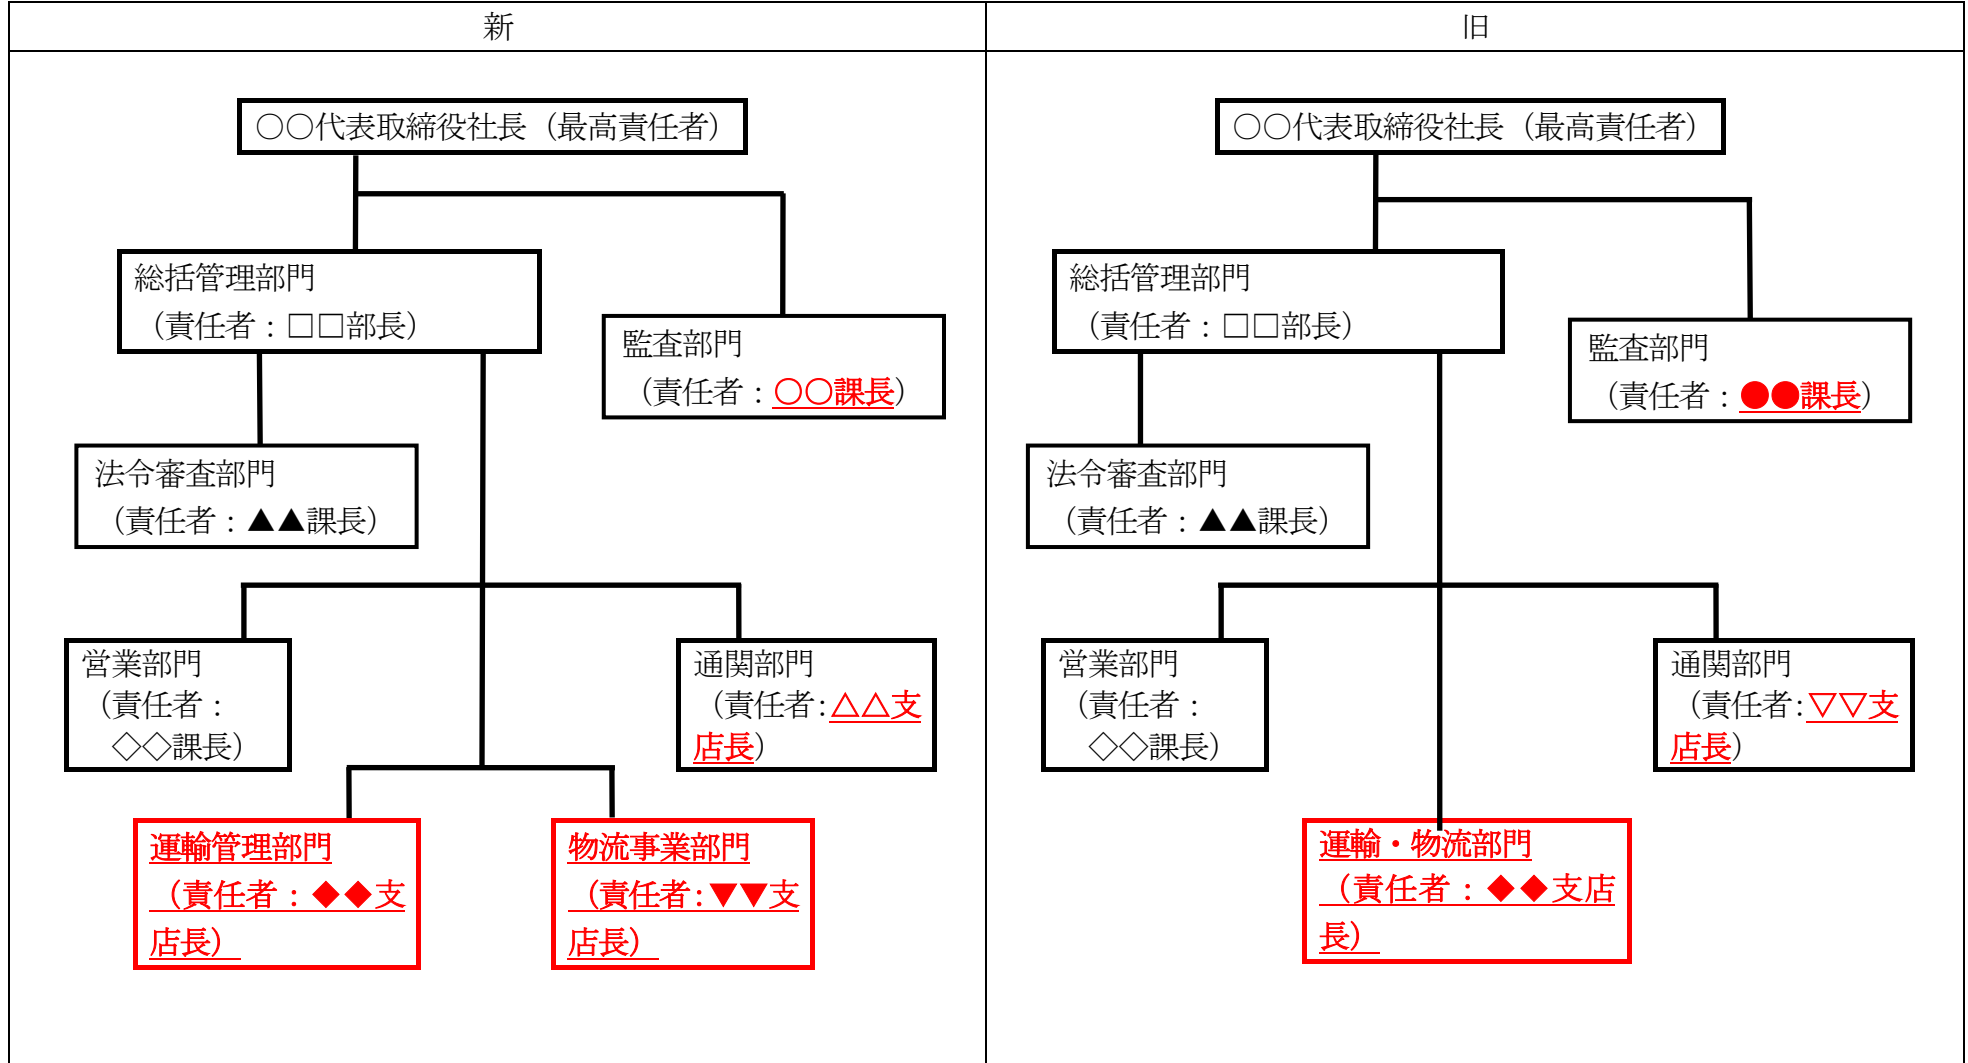 新
〇〇代表取締役社長（最高責任者）
総括管理部門
（責任者：□□部長）
監査部門
（責任者：〇〇課長）
法令審査部門
（責任者：▲▲課長）
営業部門
（責任者：
◇◇課長）
通関部門
（責任者：△△支
店長）
運輸管理部門
（責任者：◆◆支
店長）
物流事業部門
（責任者：▼▼支
店長）
旧
〇〇代表取締役社長（最高責任者）
総括管理部門
（責任者：□□部長）
監査部門
（責任者：●●課長）
法令審査部門
（責任者：▲▲課長）
営業部門
（責任者：
◇◇課長）
通関部門
（責任者：▽▽支
店長）
運輸・物流部門
（責任者：◆◆支店
長）